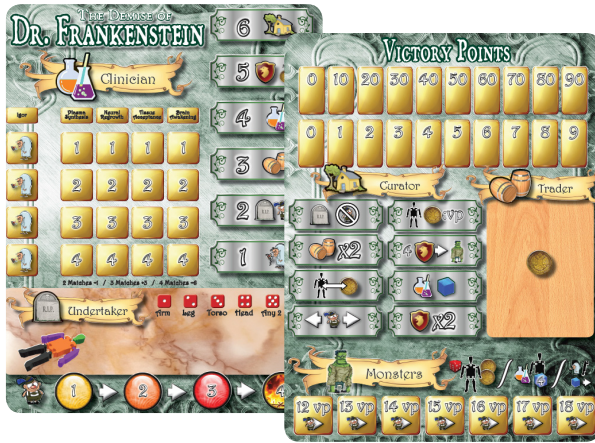 The Demise of
Dr. Frankenstein
Clinician
6
5
4
3
2
1
Igor
Plasma Synthesis
Neural Regrowth
Tissue Acceptance
Brain Awakening
1 1 1 1
2 2 2 2
3 3 3 3
4 4 4 4
2 Matches -1 / 3 Matches -3 / 4 Matches -6
R.I.P.
Undertaker
Arm Leg Torso Head Any 2
1 2 3 4
Victory Points
0 10 20 30 40 50 60 70 80 90
0 1 2 3 4 5 6 7 8 9
Curator
Trader
R.I.P.
VP
X2
4
X2
Monsters
4
12 VP 13 VP 14 VP 15 VP 16 VP 17 VP 18 VP